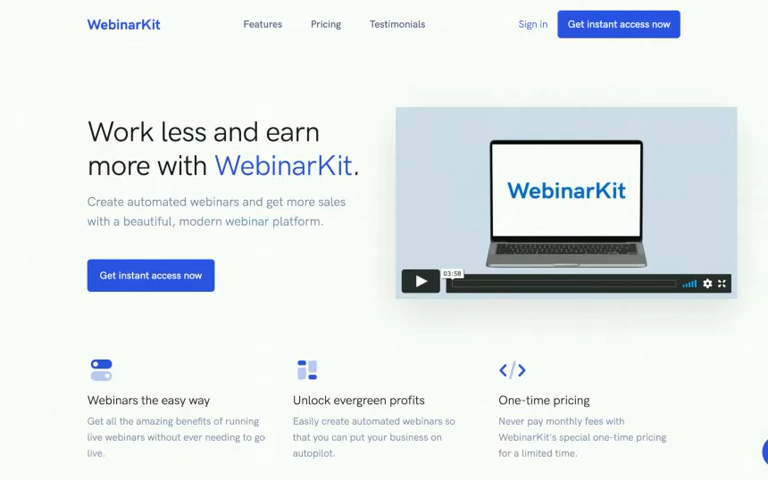 WebinarKit
Features
Pricing
Testimonials
Sign in
Get instant access now
Work less and earn
more with WebinarKit.
Create automated webinars and get more sales
with a beautiful, modern webinar platform.
Get instant access now
WebinarKit
03:58
Webinars the easy way
Get all the amazing benefits of running
live webinars without ever needing to go
live.
Unlock evergreen profits
Easily create automated webinars so
that you can put your business on
autopilot.
One-time pricing
Never pay monthly fees with
WebinarKit's special one-time pricing
for a limited time.